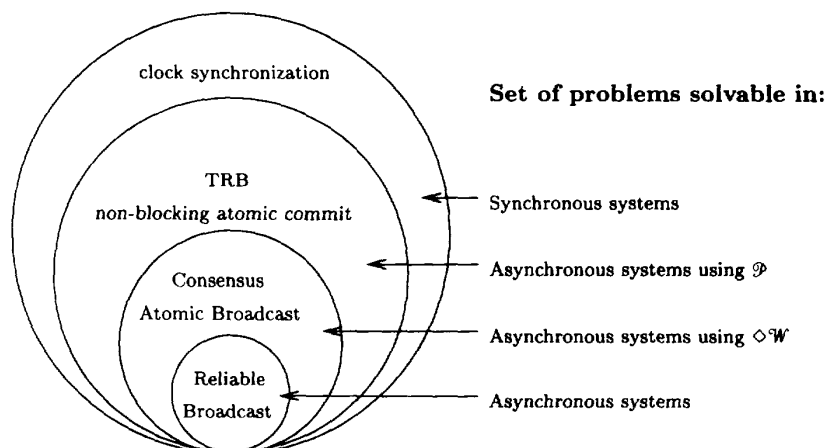 clock synchronization
Set of problems solvable in:
TRB
non-blocking atomic commit
Synchronous systems
Asynchronous systems using 𝒫
Consensus
Atomic Broadcast
Asynchronous systems using ◇𝒲
Reliable
Broadcast
Asynchronous systems